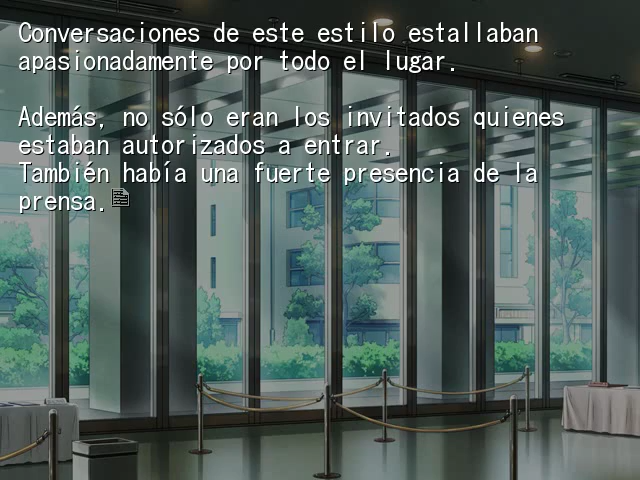 Conversaciones de este estilo estallaban
apasionadamente por todo el lugar.
Además, no sólo eran los invitados quienes
estaban autorizados a entrar.
También había una fuerte presencia de la
prensa.